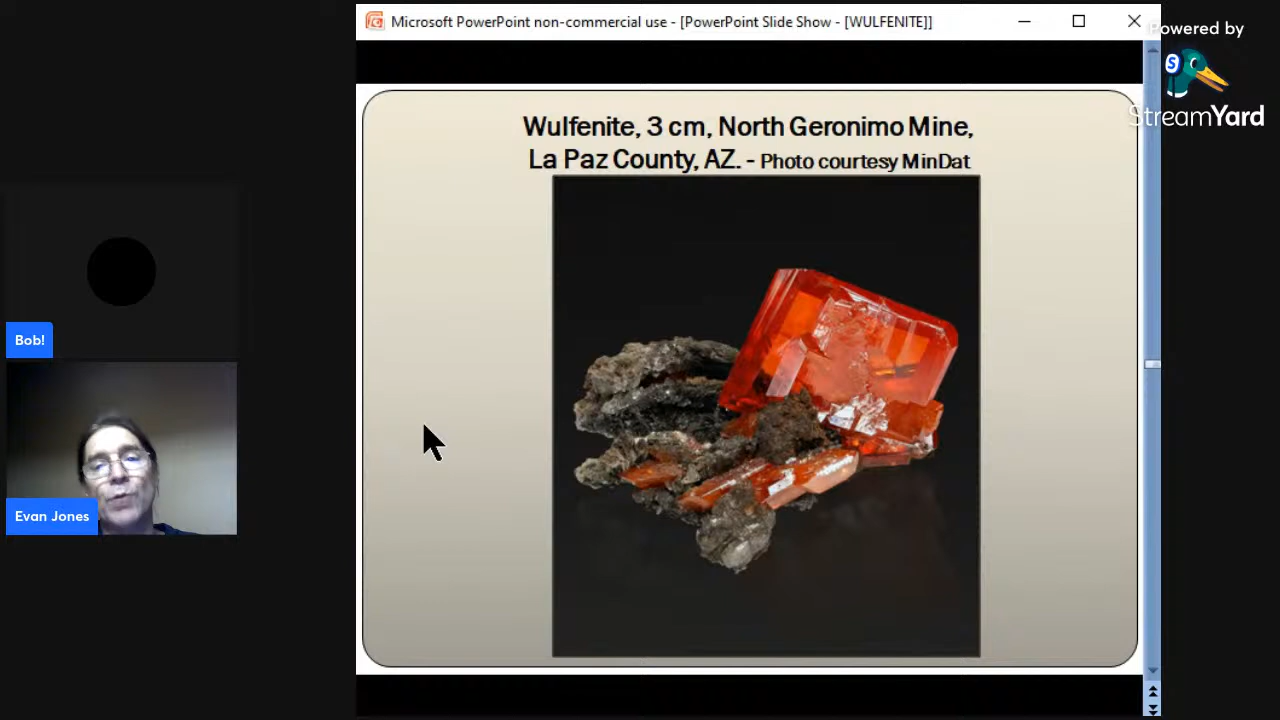 Microsoft PowerPoint non-commercial use - [PowerPoint Slide Show - [WULFENITE]]
Powered by
S
StreamYard
Wulfenite, 3 cm, North Geronimo Mine,
La Paz County, AZ. - Photo courtesy MinDat
Bob!
Evan Jones